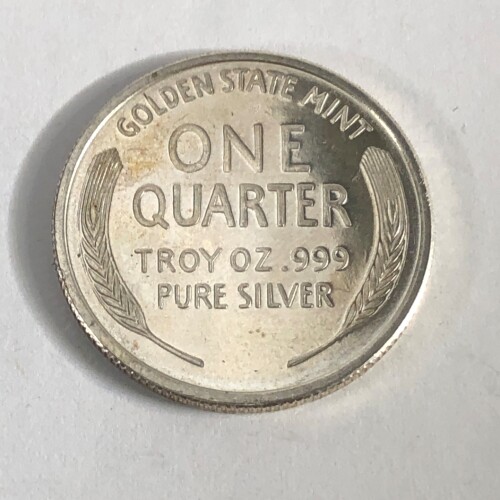 GOLDEN STATE MINT
ONE
QUARTER
TROY OZ .999
PURE SILVER